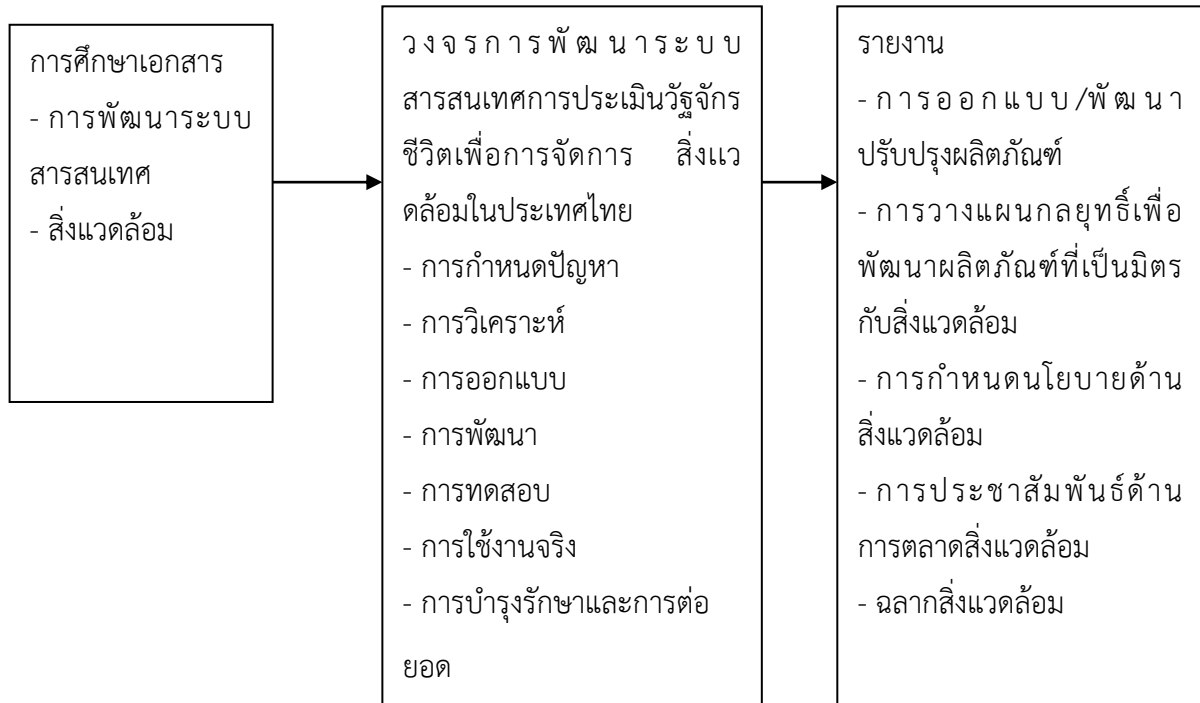 การศึกษาเอกสาร
- การพัฒนาระบบ
สารสนเทศ
- สิ่งแวดล้อม
วงจรการพัฒนาระบบ
สารสนเทศการประเมินวัฐจักร
ชีวิตเพื่อการจัดการ สิ่งแว
ดล้อมในประเทศไทย
- การกำหนดปัญหา
- การวิเคราะห์
- การออกแบบ
- การพัฒนา
- การทดสอบ
- การใช้งานจริง
- การบำรุงรักษาและการต่อ
ยอด
รายงาน
- การออกแบบ/พัฒนา
ปรับปรุงผลิตภัณฑ์
- การวางแผนกลยุทธิ์เพื่อ
พัฒนาผลิตภัณฑ์ที่เป็นมิตร
กับสิ่งแวดล้อม
- การกำหนดนโยบายด้าน
สิ่งแวดล้อม
- การประชาสัมพันธ์ด้าน
การตลาดสิ่งแวดล้อม
- ฉลากสิ่งแวดล้อม